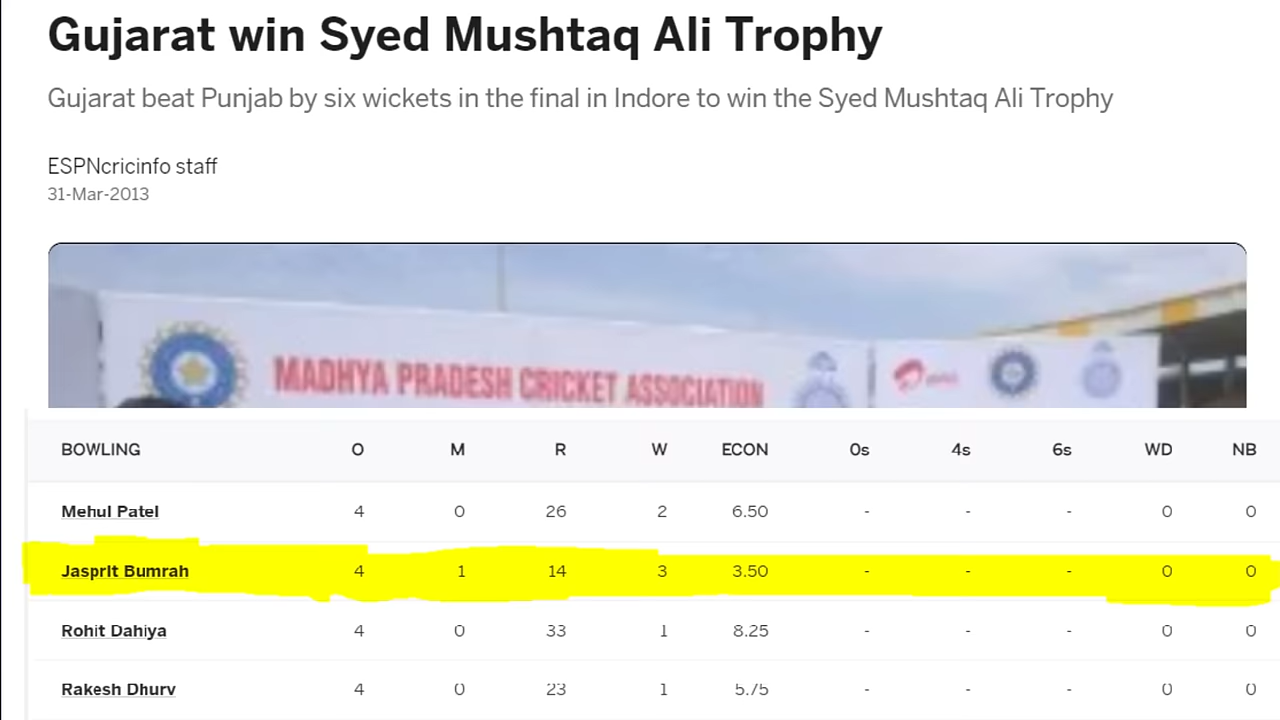 Gujarat win Syed Mushtaq Ali Trophy
Gujarat beat Punjab by six wickets in the final in Indore to win the Syed Mushtaq Ali Trophy
ESPNcricinfo staff
31-Mar-2013
MADHYA PRADESH CRICKET ASSOCIATION
BOWLING O M R W ECON 0s 4s 6s WD NB
Mehul Patel 4 0 26 2 6.50 - - - 0 0
Jasprit Bumrah 4 1 14 3 3.50 - - - 0 0
Rohit Dahiya 4 0 33 1 8.25 - - - 0 0
Rakesh Dhurv 4 0 23 1 5.75 - - - 0 0